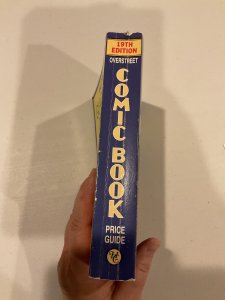 19TH
EDITION
OVERSTREET
COMIC BOOK
PRICE
GUIDE